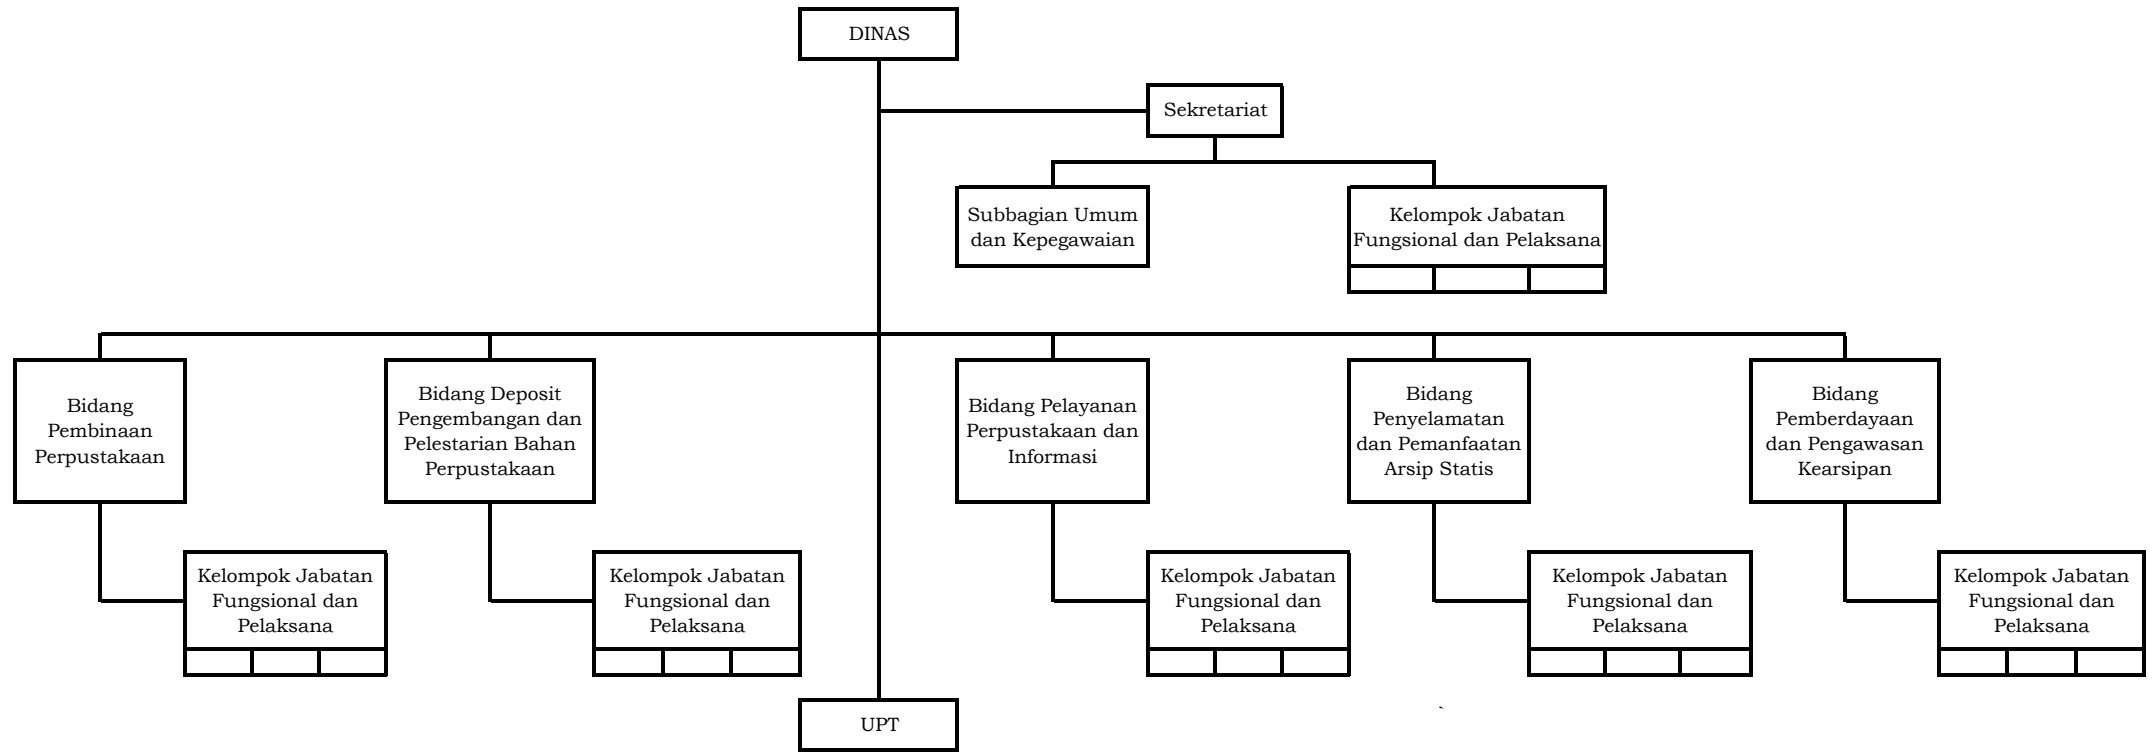 DINAS
Sekretariat
Subbagian Umum
dan Kepegawaian
Kelompok Jabatan
Fungsional dan Pelaksana
Bidang
Pembinaan
Perpustakaan
Bidang Deposit
Pengembangan dan
Pelestarian Bahan
Perpustakaan
Bidang Pelayanan
Perpustakaan dan
Informasi
Bidang
Penyelamatan
dan Pemanfaatan
Arsip Statis
Bidang
Pemberdayaan
dan Pengawasan
Kearsipan
Kelompok Jabatan
Fungsional dan
Pelaksana
Kelompok Jabatan
Fungsional dan
Pelaksana
Kelompok Jabatan
Fungsional dan
Pelaksana
Kelompok Jabatan
Fungsional dan
Pelaksana
Kelompok Jabatan
Fungsional dan
Pelaksana
`
UPT